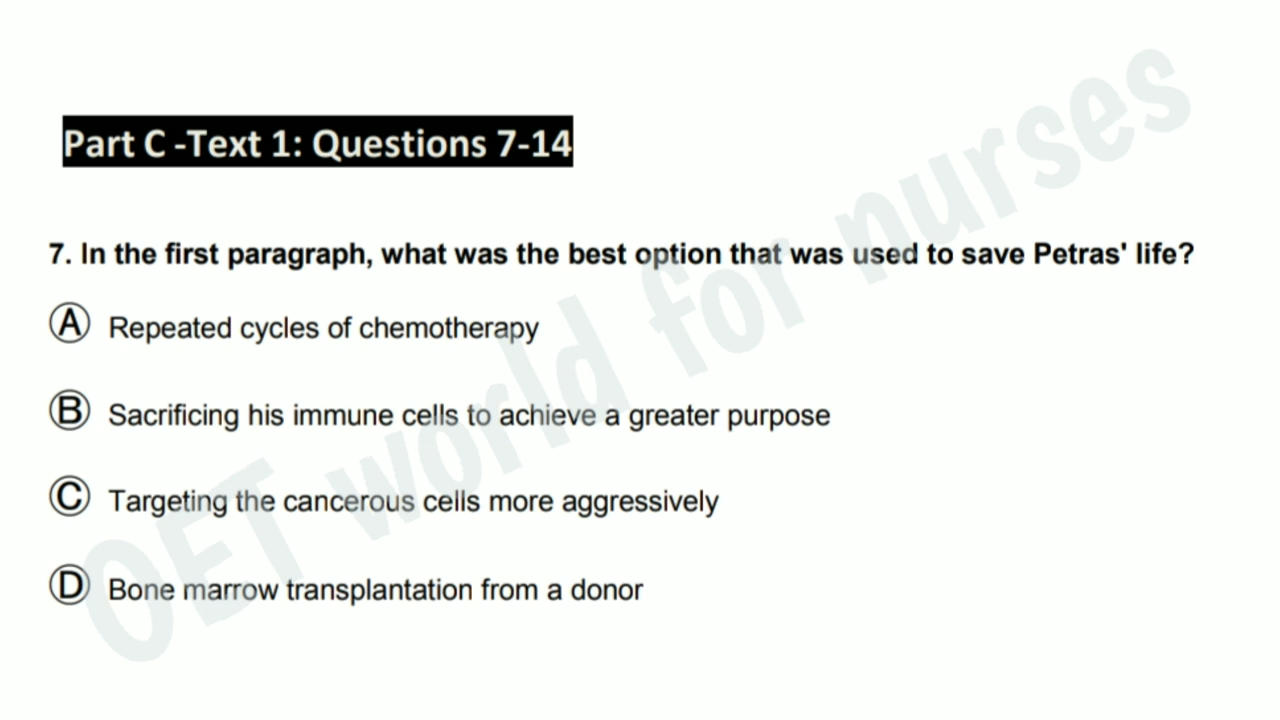 Part C -Text 1: Questions 7-14
7. In the first paragraph, what was the best option that was used to save Petras' life?
A Repeated cycles of chemotherapy
B Sacrificing his immune cells to achieve a greater purpose
C Targeting the cancerous cells more aggressively
D Bone marrow transplantation from a donor
OET world for nurses